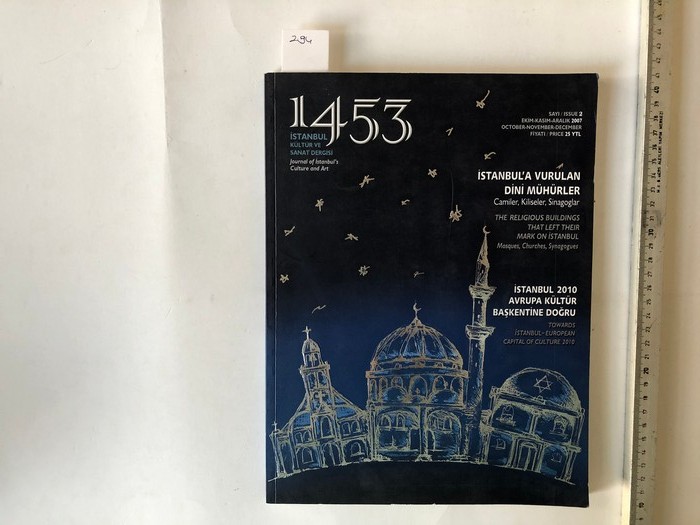 294
1453
İSTANBUL
KÜLTÜR VE
SANAT DERGİSİ
Journal of İstanbul's
Culture and Art
SAYI / ISSUE 2
EKİM-KASIM-ARALIK 2007
OCTOBER-NOVEMBER-DECEMBER
FİYATI / PRICE 25 YTL
İSTANBUL'A VURULAN
DİNİ MÜHÜRLER
Camiler, Kiliseler, Sinagoglar
THE RELIGIOUS BUILDINGS
THAT LEFT THEIR
MARK ON İSTANBUL
Mosques, Churches, Synagogues
İSTANBUL 2010
AVRUPA KÜLTÜR
BAŞKENTİNE DOĞRU
TOWARDS
İSTANBUL- EUROPEAN
CAPITAL OF CULTURE 2010